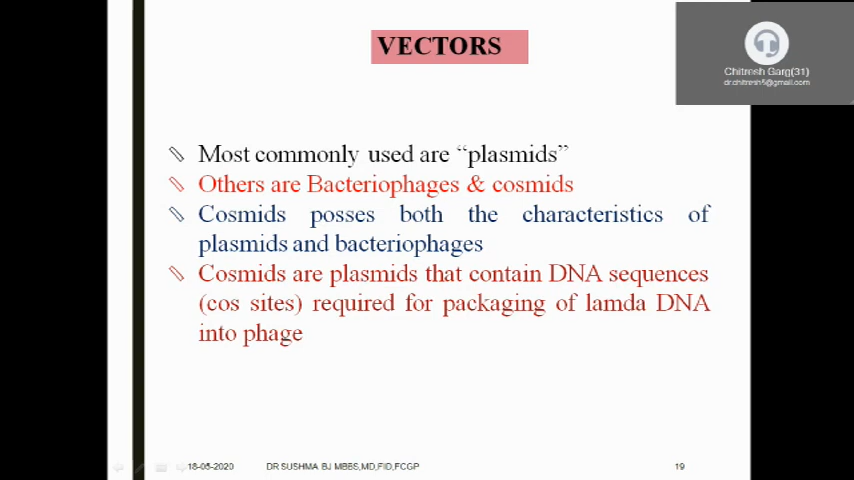 VECTORS
Chitresh Garg(31)
dr.chitresh5@gmail.com
Most commonly used are “plasmids”
Others are Bacteriophages & cosmids
Cosmids posses both the characteristics of
plasmids and bacteriophages
Cosmids are plasmids that contain DNA sequences
(cos sites) required for packaging of lamda DNA
into phage
18-05-2020 DR SUSHMA BJ MBBS,MD,FID,FCGP 19